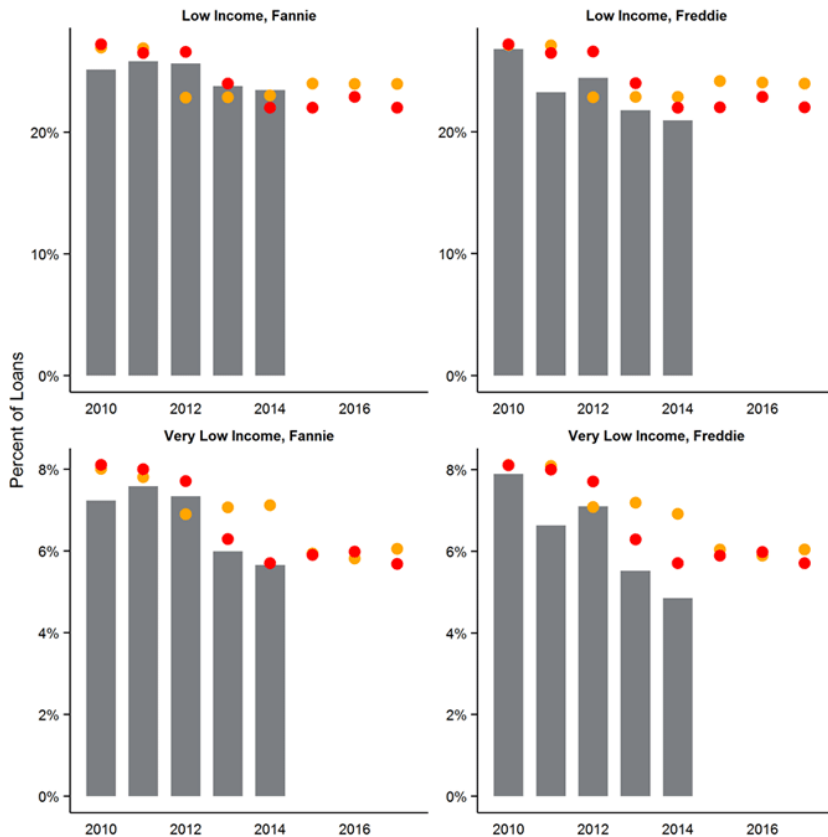 Low Income, Fannie
Low Income, Freddie
20%
10%
0%
20%
10%
0%
2010 2012 2014 2016
2010 2012 2014 2016
Percent of Loans
Very Low Income, Fannie
Very Low Income, Freddie
8%
6%
4%
2%
0%
8%
6%
4%
2%
0%
2010 2012 2014 2016
2010 2012 2014 2016